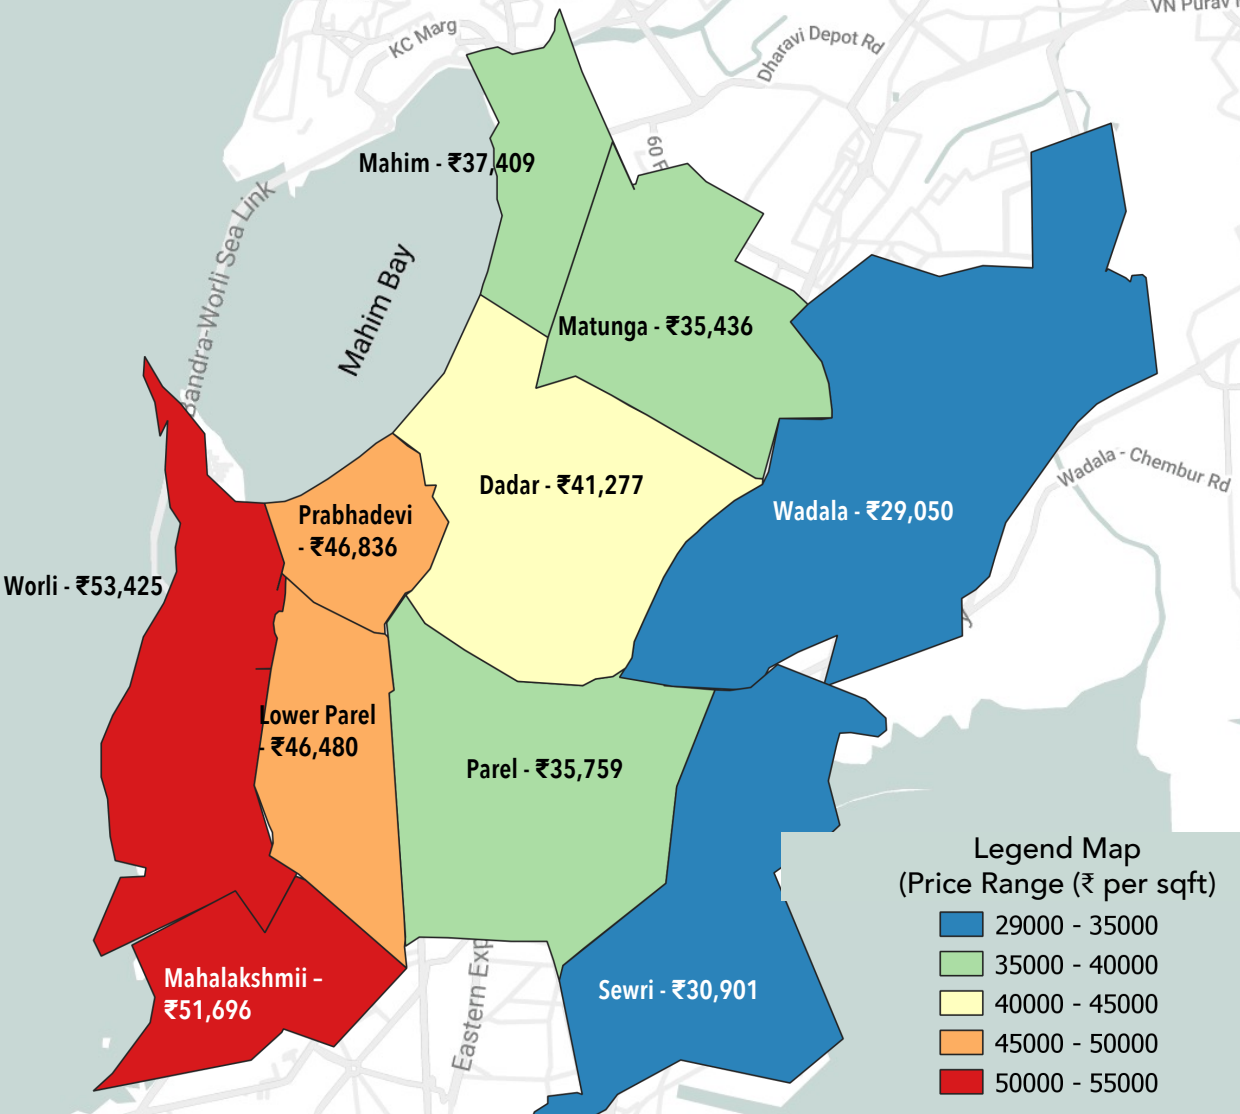 VN Purav
KC Marg
Dharavi Depot Rd
60 F
Mahim - ₹37,409
Bandra-Worli Sea Link
Mahim Bay
Matunga - ₹35,436
Wadala - Chembur Rd
Dadar - ₹41,277
Wadala - ₹29,050
Prabhadevi
- ₹46,836
Worli - ₹53,425
Lower Parel
- ₹46,480
Parel - ₹35,759
Mahalakshmii –
₹51,696
Eastern Exp
Sewri - ₹30,901
Legend Map
(Price Range (₹ per sqft)
29000 - 35000
35000 - 40000
40000 - 45000
45000 - 50000
50000 - 55000